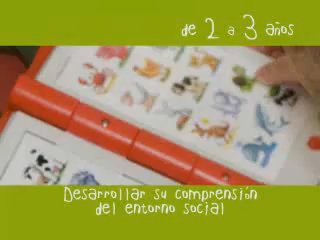 de 2 a 3 años
Desarrollar su comprensión
del entorno social